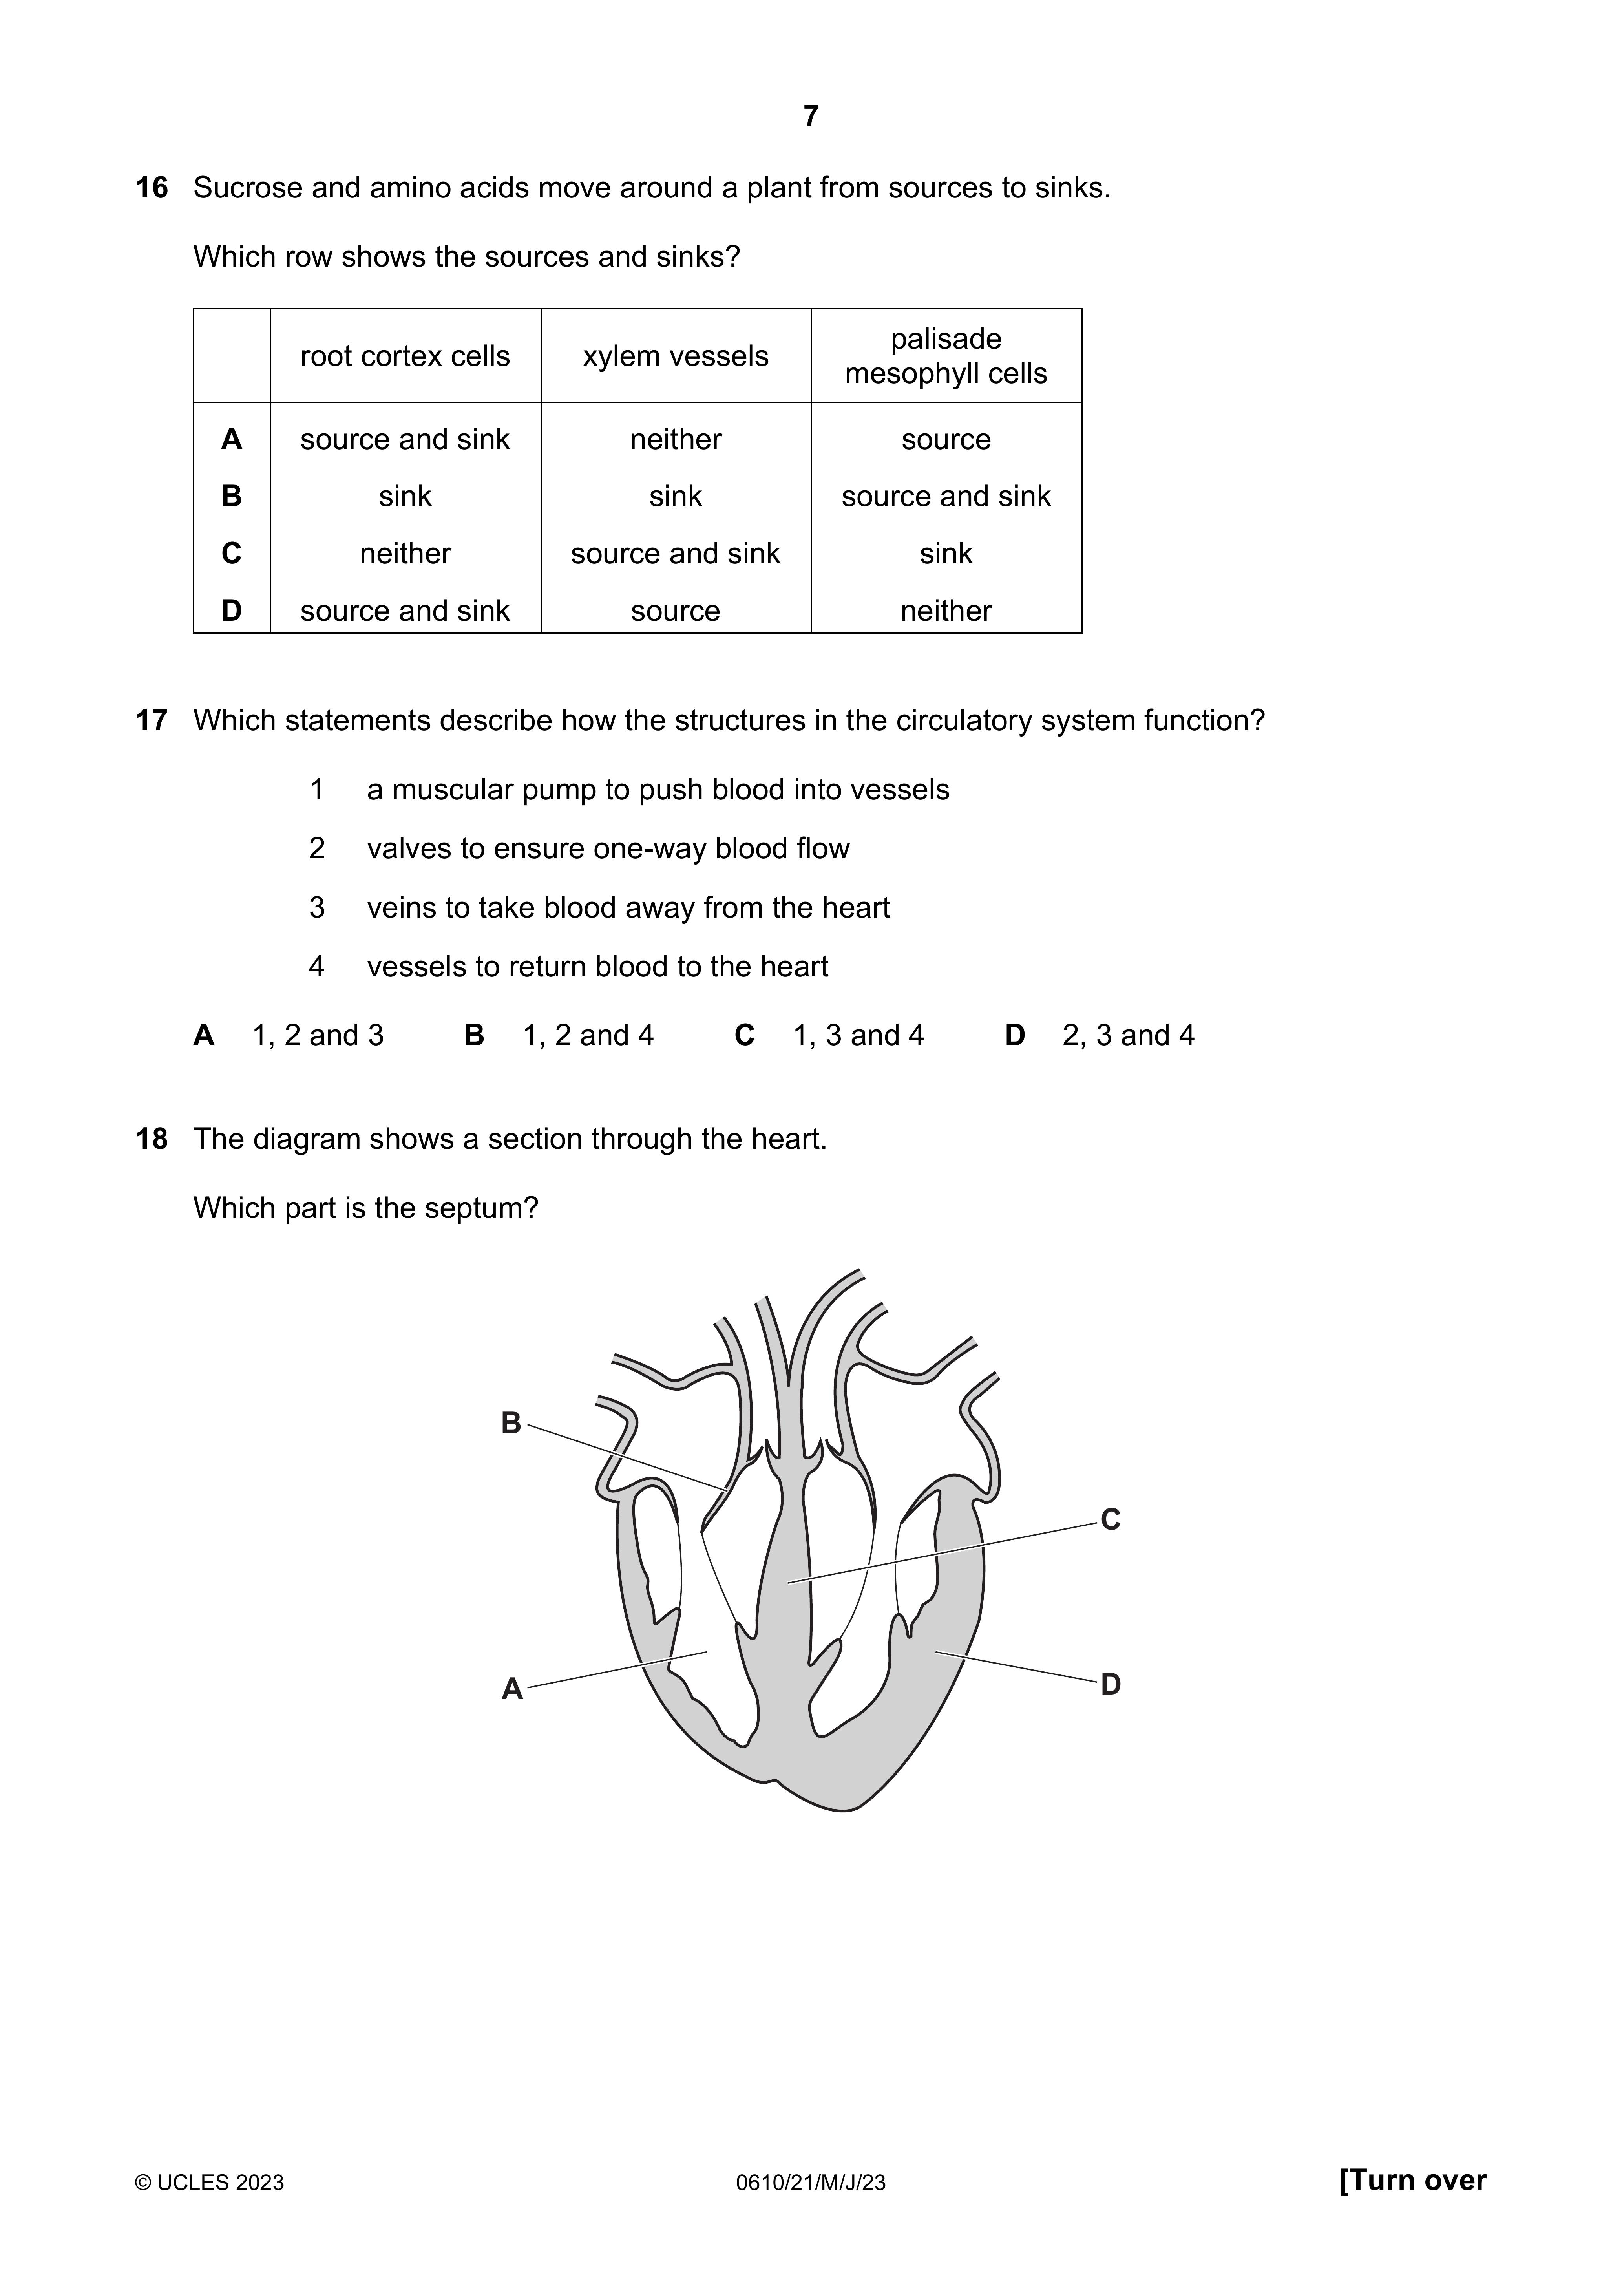 7
16 Sucrose and amino acids move around a plant from sources to sinks.
Which row shows the sources and sinks?
root cortex cells xylem vessels palisade mesophyll cells
A source and sink neither source
B sink sink source and sink
C neither source and sink sink
D source and sink source neither
17 Which statements describe how the structures in the circulatory system function?
1 a muscular pump to push blood into vessels
2 valves to ensure one-way blood flow
3 veins to take blood away from the heart
4 vessels to return blood to the heart
A 1, 2 and 3 B 1, 2 and 4 C 1, 3 and 4 D 2, 3 and 4
18 The diagram shows a section through the heart.
Which part is the septum?
B
C
A
D
© UCLES 2023 0610/21/M/J/23 [Turn over